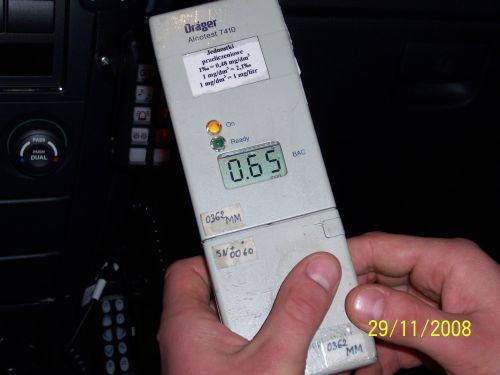 Dräger
Alcotest 7410
Jednostki
przeliczeniowe
1‰ = 0,48 mg/dm³
1 mg/dm³ = 2,1‰
1 mg/dm³ = 1 mg/litr
On
Ready
0.65
BAC
0362 MM
SN 0060
0362
MM
PASS
PUSH
DUAL
29/11/2008